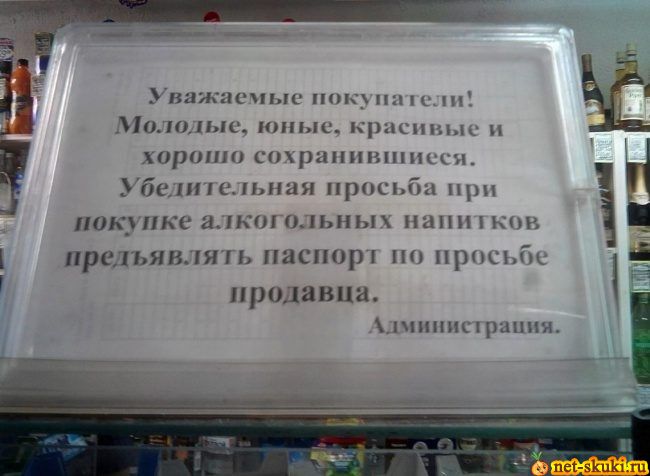 Уважаемые покупатели!
Молодые, юные, красивые и
хорошо сохранившиеся.
Убедительная просьба при
покупке алкогольных напитков
предъявлять паспорт по просьбе
продавца.
Администрация.
net-skuki.ru